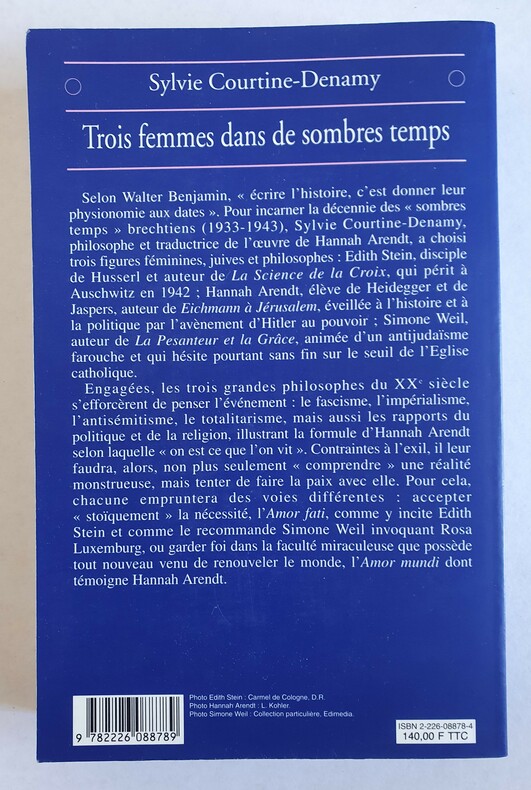 Sylvie Courtine-Denamy
Trois femmes dans de sombres temps
Selon Walter Benjamin, « écrire l'histoire, c'est donner leur
physionomie aux dates ». Pour incarner la décennie des « sombres
temps » brechtiens (1933-1943), Sylvie Courtine-Denamy,
philosophe et traductrice de l'œuvre de Hannah Arendt, a choisi
trois figures féminines, juives et philosophes : Edith Stein, disciple
de Husserl et auteur de La Science de la Croix, qui périt à
Auschwitz en 1942 ; Hannah Arendt, élève de Heidegger et de
Jaspers, auteur de Eichmann à Jérusalem, éveillée à l'histoire et à
la politique par l'avènement d'Hitler au pouvoir ; Simone Weil,
auteur de La Pesanteur et la Grâce, animée d'un antijudaïsme
farouche et qui hésite pourtant sans fin sur le seuil de l'Eglise
catholique.
Engagées, les trois grandes philosophes du XXe siècle
s'efforcèrent de penser l'événement : le fascisme, l'impérialisme,
l'antisémitisme, le totalitarisme, mais aussi les rapports du
politique et de la religion, illustrant la formule d'Hannah Arendt
selon laquelle « on est ce que l'on vit ». Contraintes à l'exil, il leur
faudra, alors, non plus seulement « comprendre » une réalité
monstrueuse, mais tenter de faire la paix avec elle. Pour cela,
chacune empruntera des voies différentes : accepter
« stoïquement » la nécessité, l'Amor fati, comme y incite Edith
Stein et comme le recommande Simone Weil invoquant Rosa
Luxemburg, ou garder foi dans la faculté miraculeuse que possède
tout nouveau venu de renouveler le monde, l'Amor mundi dont
témoigne Hannah Arendt.
Photo Edith Stein : Carmel de Cologne, D.R.
Photo Hannah Arendt : L. Kohler.
Photo Simone Weil : Collection particulière, Edimedia.
9 782226 088789
ISBN 2-226-08878-4
140,00 F TTC